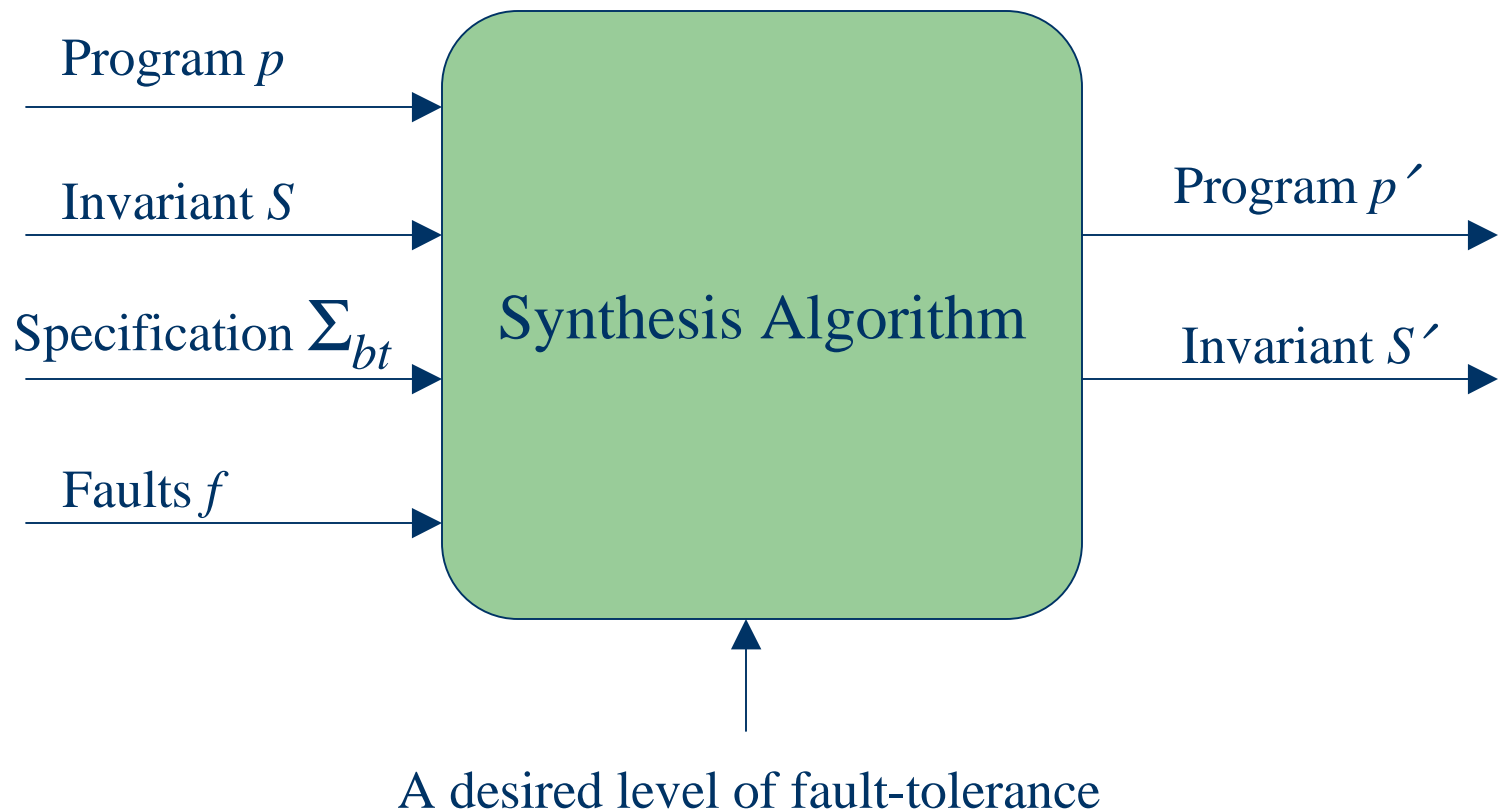 Program p
Invariant S
Specification Σbt
Faults f
Synthesis Algorithm
Program p′
Invariant S′
A desired level of fault-tolerance